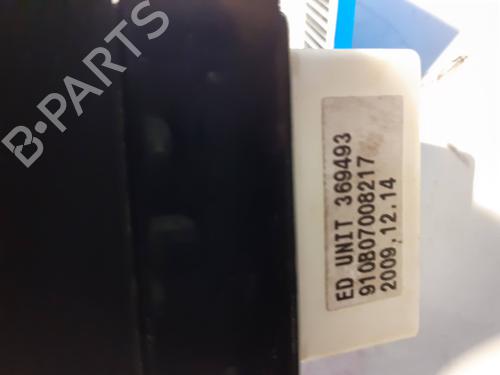 B-PARTS
ED UNIT 369493
910B07008217
2009,12.14